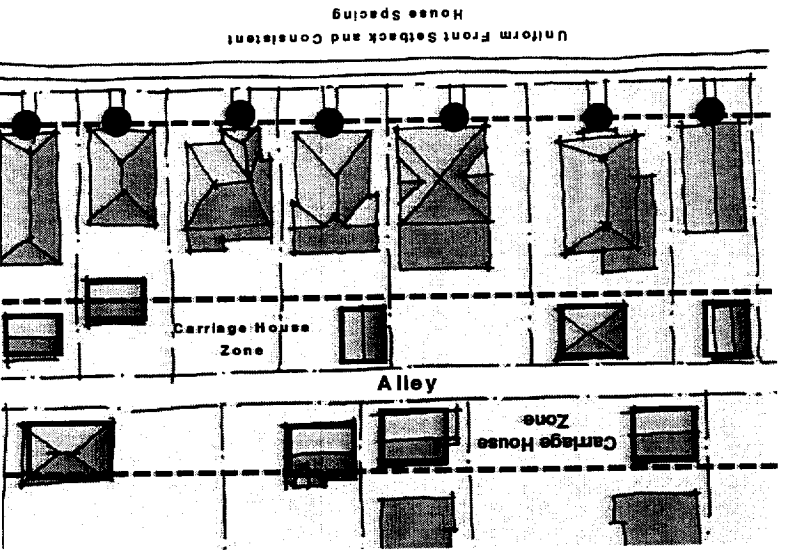 Uniform Front Setback and Consistent
House Spacing
Carriage House
Zone
Alley
Carriage House
Zone